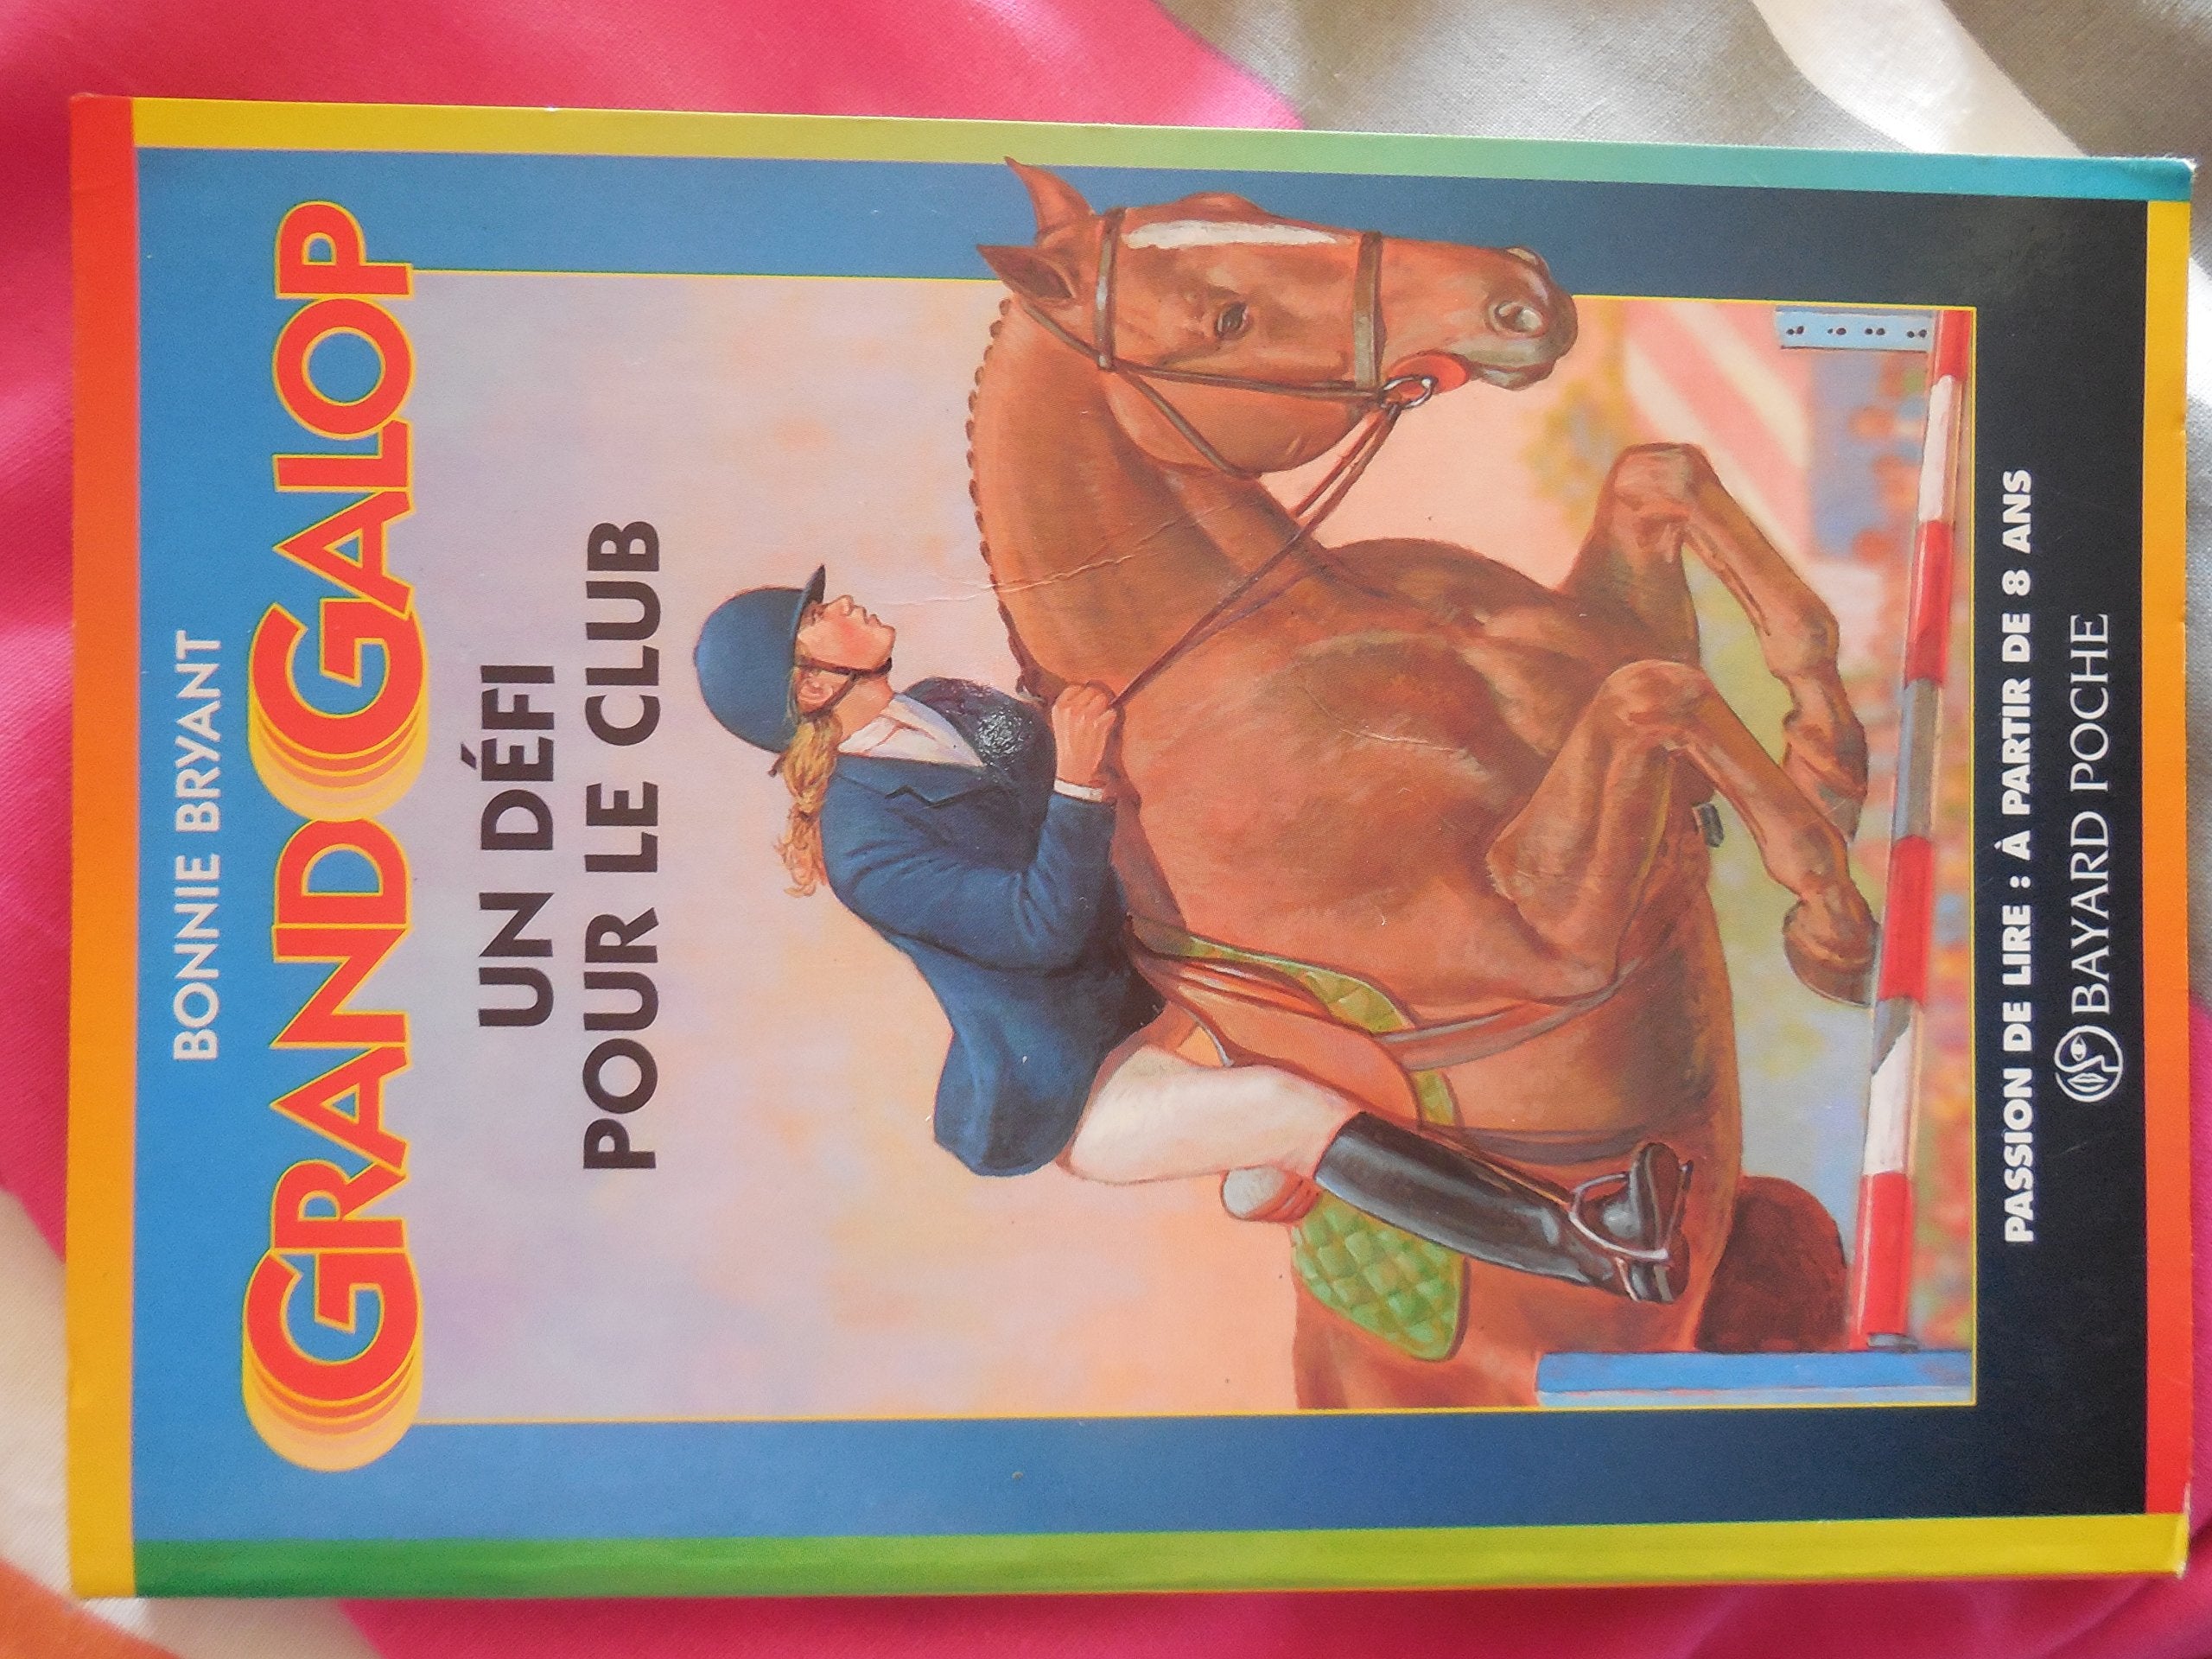 BONNIE BRYANT
GRAND GALOP
UN DÉFI
POUR LE CLUB
PASSION DE LIRE : À PARTIR DE 8 ANS
BAYARD POCHE